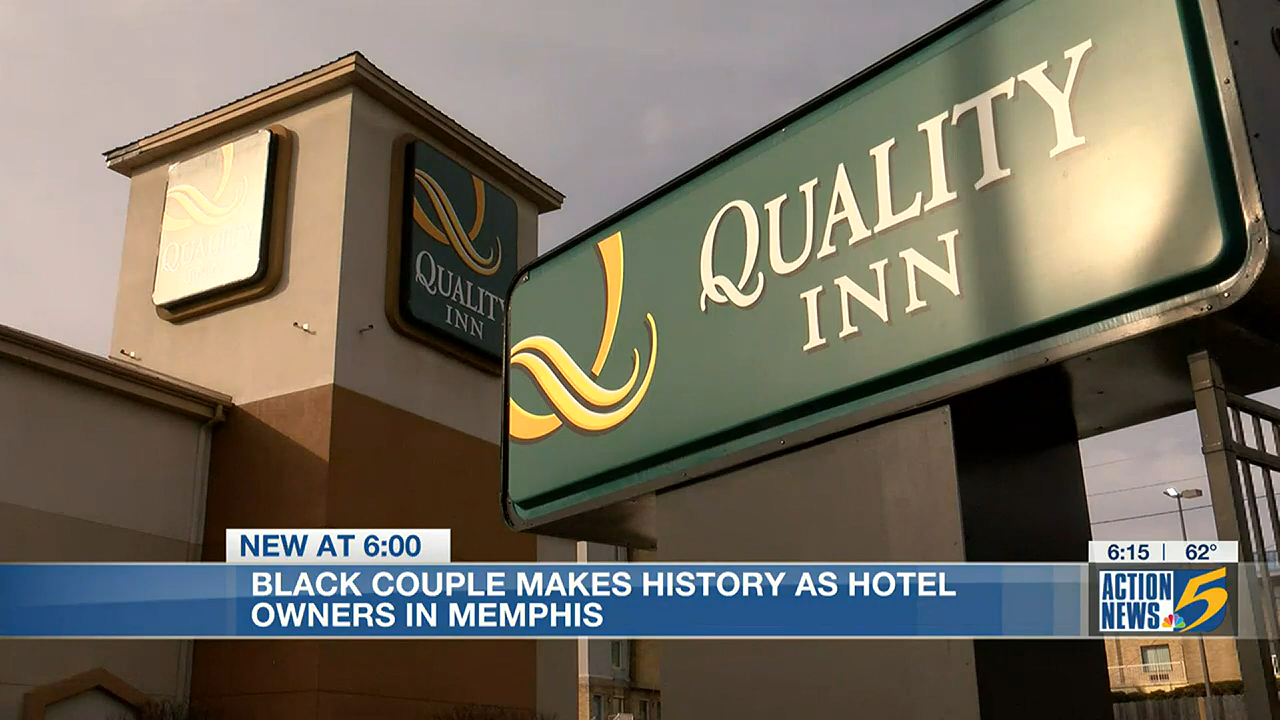 QUALITY
INN
QUALITY
INN
QUALITY
NEW AT 6:00
BLACK COUPLE MAKES HISTORY AS HOTEL
OWNERS IN MEMPHIS
6:15 | 62°
ACTION
NEWS 5